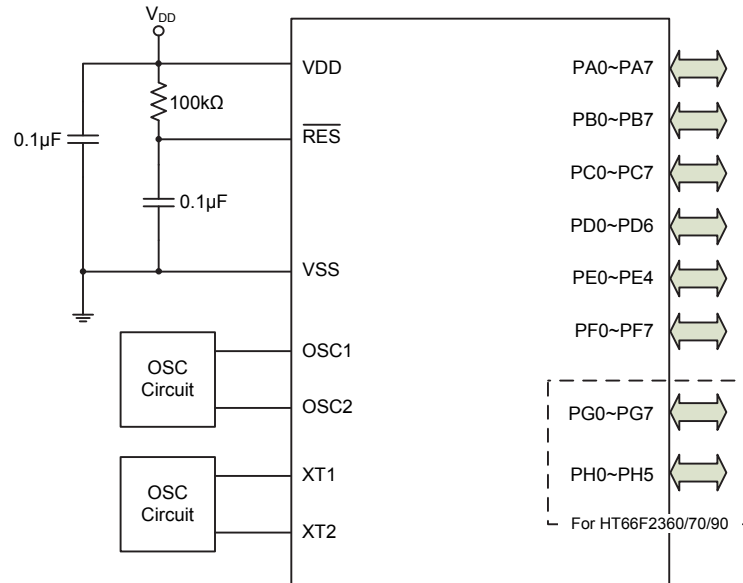 VDD
VDD
PA0~PA7
100kΩ
PB0~PB7
0.1µF
RES
PC0~PC7
0.1µF
PD0~PD6
VSS
PE0~PE4
PF0~PF7
OSC
Circuit
OSC1
OSC2
PG0~PG7
OSC
Circuit
XT1
PH0~PH5
XT2
For HT66F2360/70/90